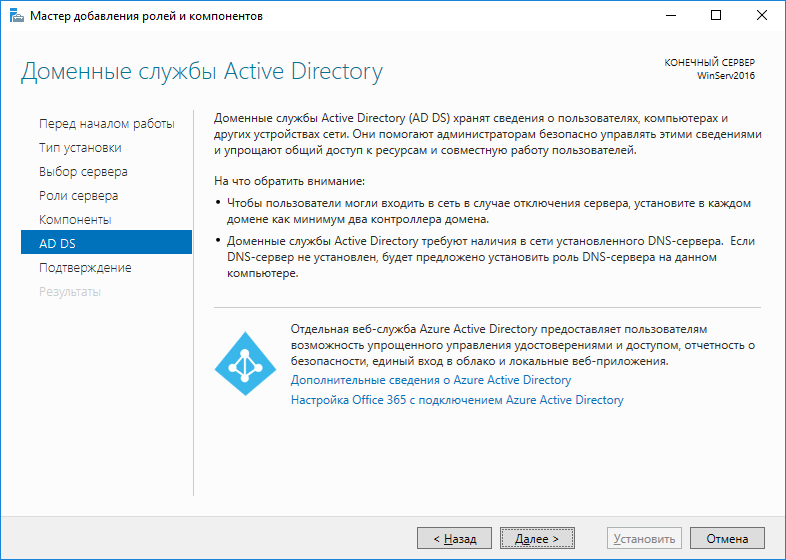 Мастер добавления ролей и компонентов
Доменные службы Active Directory
КОНЕЧНЫЙ СЕРВЕР
WinServ2016
Перед началом работы
Тип установки
Выбор сервера
Роли сервера
Компоненты
AD DS
Подтверждение
Результаты
Доменные службы Active Directory (AD DS) хранят сведения о пользователях, компьютерах и
других устройствах сети. Они помогают администраторам безопасно управлять этими сведениями
и упрощают общий доступ к ресурсам и совместную работу пользователей.
На что обратить внимание:
• Чтобы пользователи могли входить в сеть в случае отключения сервера, установите в каждом
домене как минимум два контроллера домена.
• Доменные службы Active Directory требуют наличия в сети установленного DNS-сервера. Если
DNS-сервер не установлен, будет предложено установить роль DNS-сервера на данном
компьютере.
Отдельная веб-служба Azure Active Directory предоставляет пользователям
возможность упрощенного управления удостоверениями и доступом, отчетность о
безопасности, единый вход в облако и локальные веб-приложения.
Дополнительные сведения о Azure Active Directory
Настройка Office 365 с подключением Azure Active Directory
< Назад
Далее >
Установить
Отмена